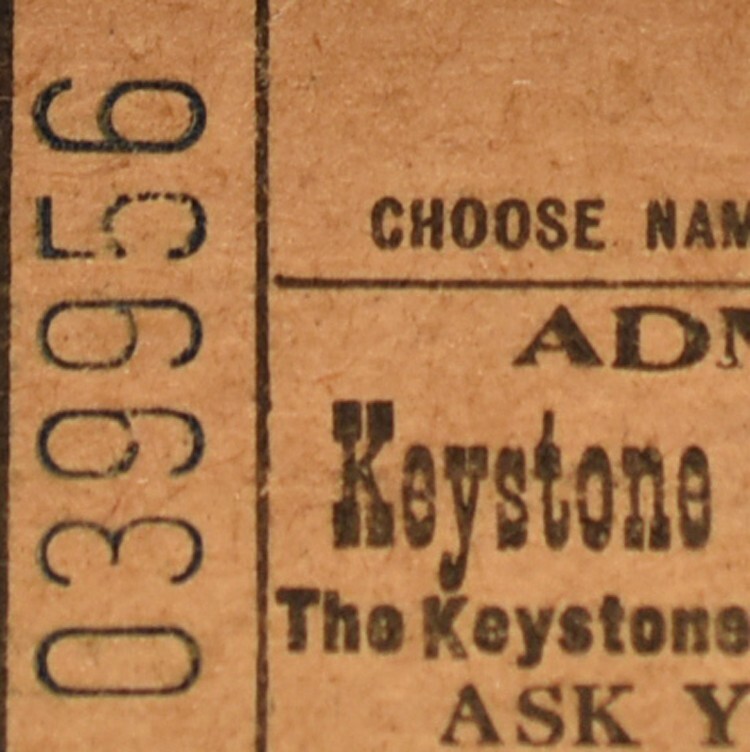 039956
CHOOSE NAM
ADM
Keystone
The Keystone
ASK Y